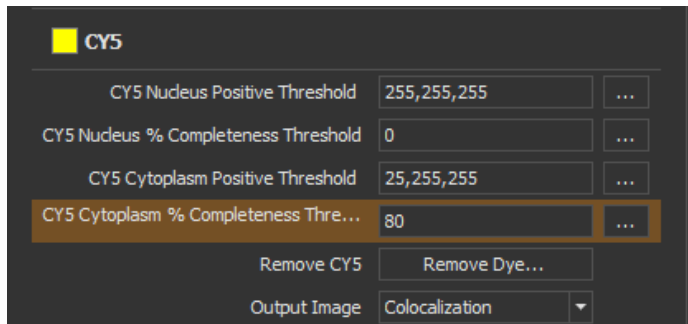 CY5
CY5 Nucleus Positive Threshold 255,255,255 ...
CY5 Nucleus % Completeness Threshold 0 ...
CY5 Cytoplasm Positive Threshold 25,255,255 ...
CY5 Cytoplasm % Completeness Thre... 80 ...
Remove CY5 Remove Dye...
Output Image Colocalization